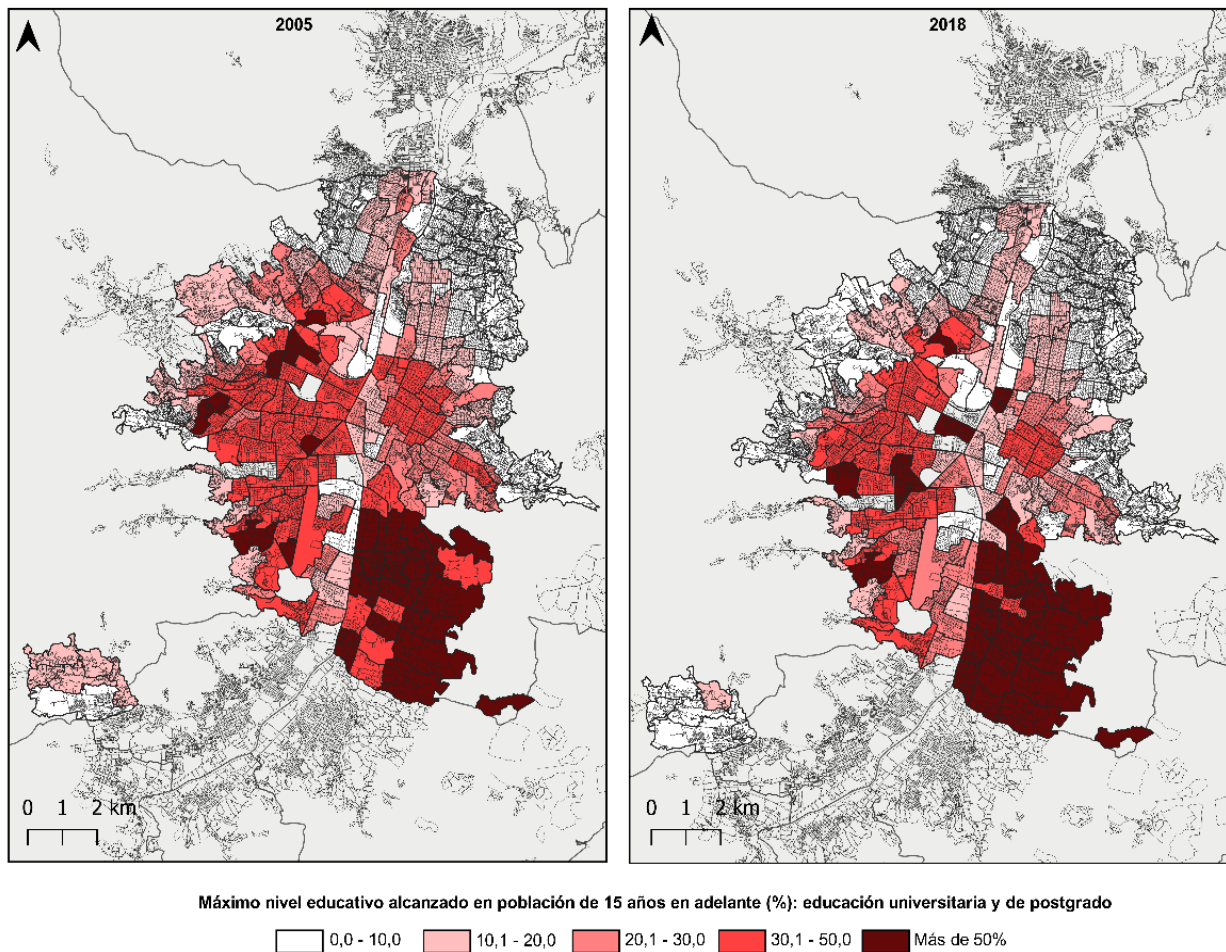 2005
2018
0 1 2 km
0 1 2 km
Máximo nivel educativo alcanzado en población de 15 años en adelante (%): educación universitaria y de postgrado
0,0 - 10,0 10,1 - 20,0 20,1 - 30,0 30,1 - 50,0 Más de 50%